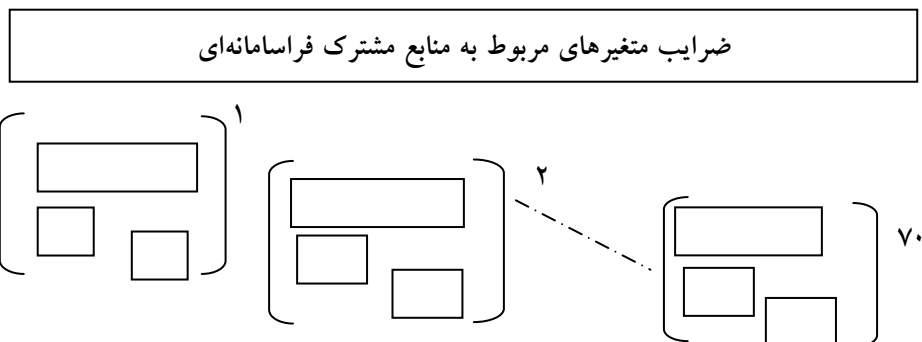 ضرایب متغیرهای مربوط به منابع مشترک فراسامانه‌ای
۱
۲
۷۰